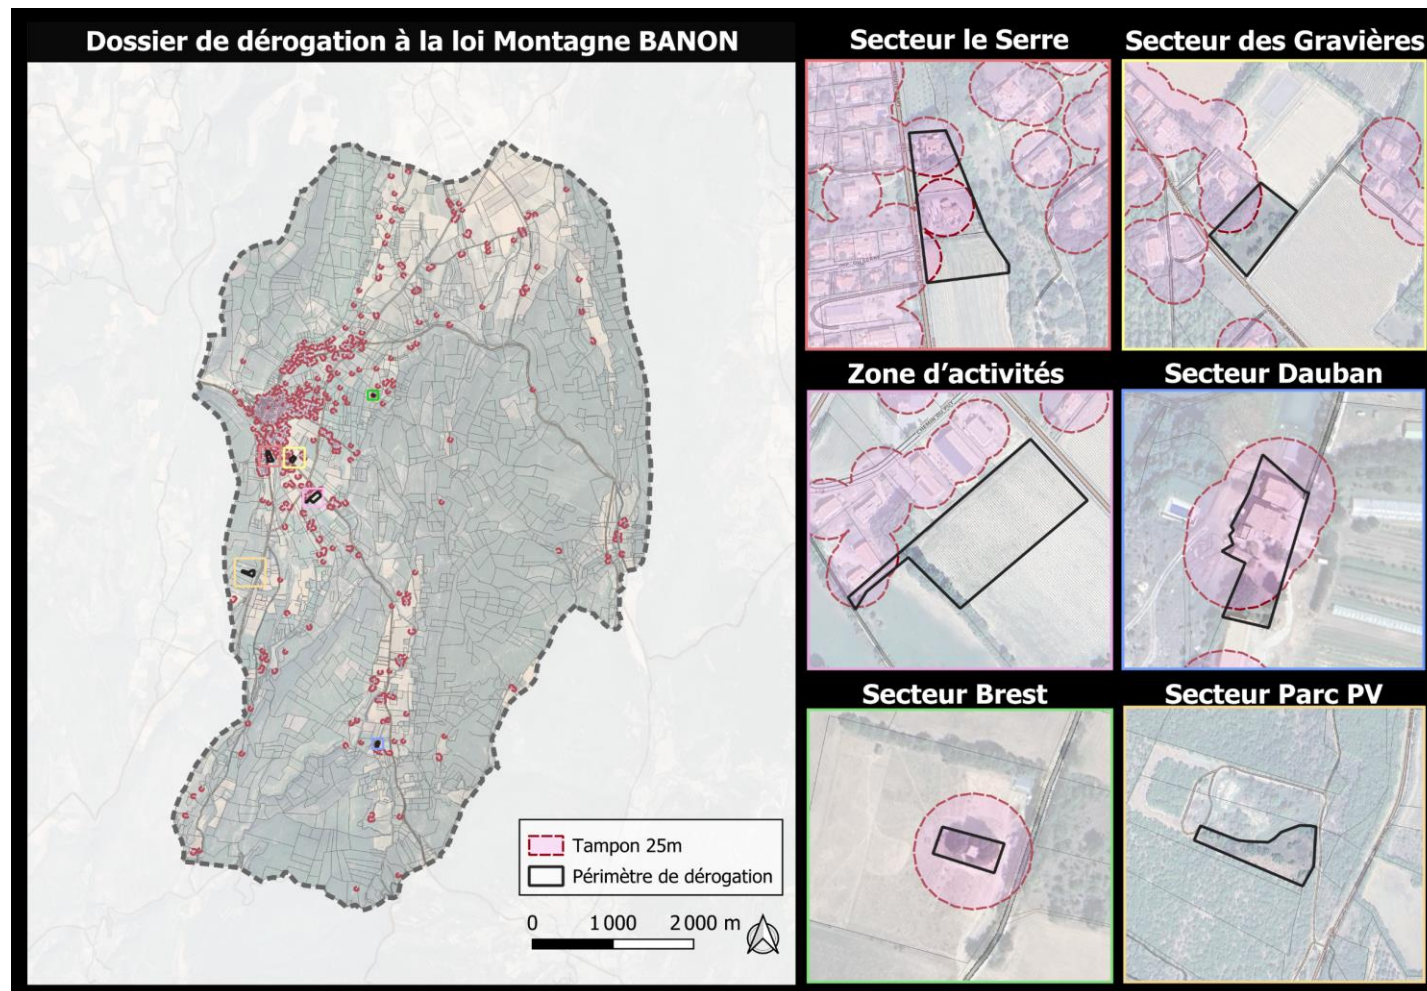 Dossier de dérogation à la loi Montagne BANON
Secteur le Serre
Secteur des Gravières
Zone d'activités
Secteur Dauban
Secteur Brest
Secteur Parc PV
Tampon 25m
Périmètre de dérogation
0 1 000 2 000 m